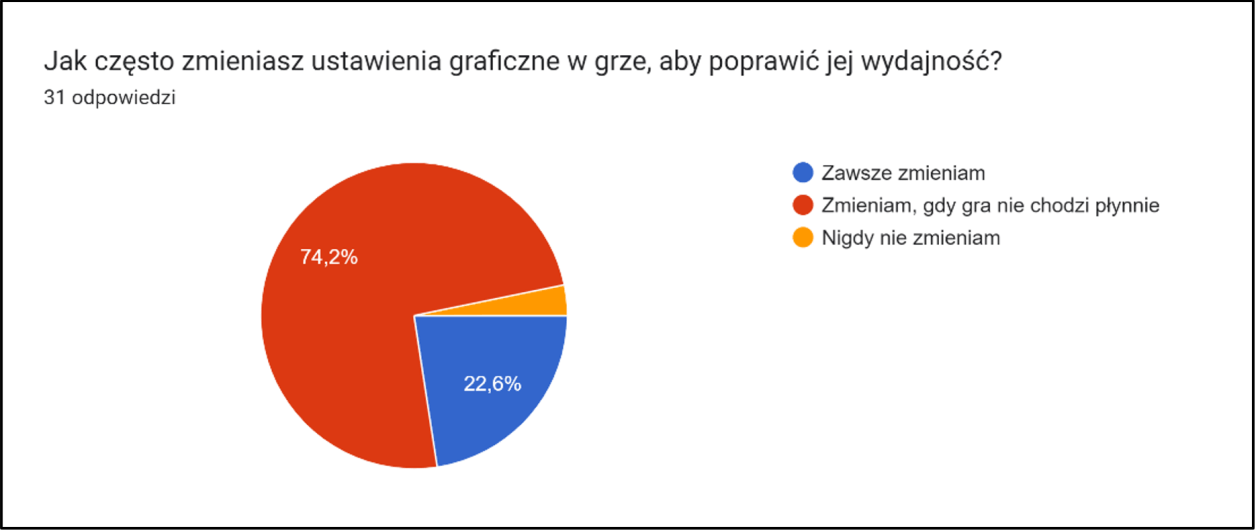 Jak często zmieniasz ustawienia graficzne w grze, aby poprawić jej wydajność?
31 odpowiedzi
74,2%
22,6%
Zawsze zmieniam
Zmieniam, gdy gra nie chodzi płynnie
Nigdy nie zmieniam